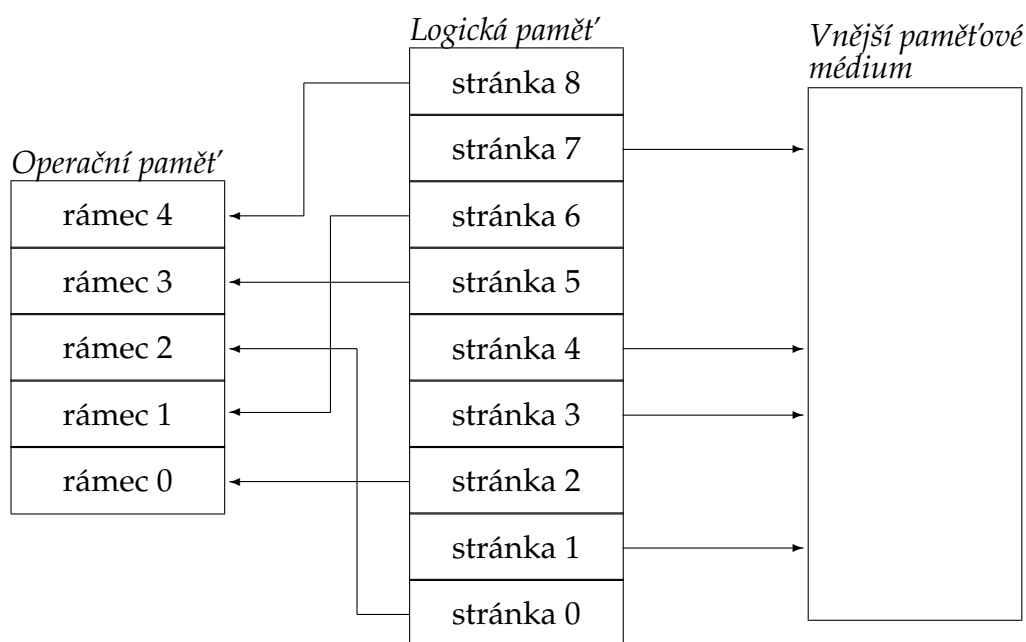 Operační paměť
rámec 4
rámec 3
rámec 2
rámec 1
rámec 0
Logická paměť
stránka 8
stránka 7
stránka 6
stránka 5
stránka 4
stránka 3
stránka 2
stránka 1
stránka 0
Vnější paměťové
médium